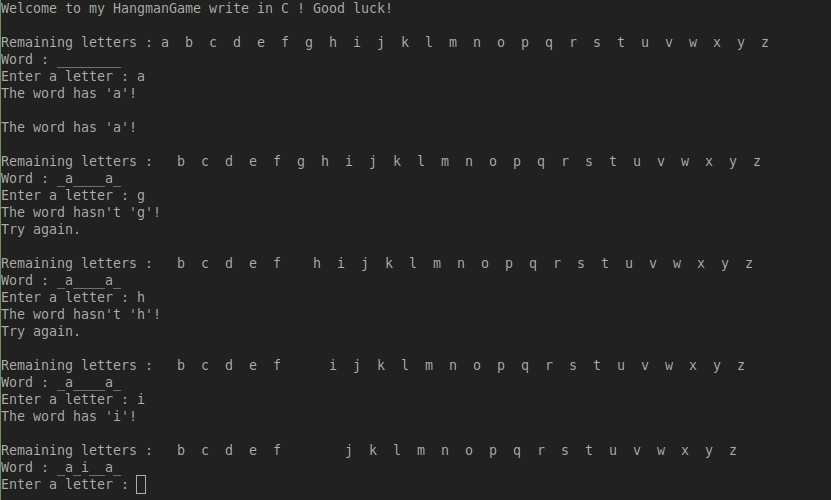 Welcome to my HangmanGame write in C ! Good luck!
Remaining letters : a  b  c  d  e  f  g  h  i  j  k  l  m  n  o  p  q  r  s  t  u  v  w  x  y  z
Word : ________
Enter a letter : a
The word has 'a'!
The word has 'a'!
Remaining letters :   b  c  d  e  f  g  h  i  j  k  l  m  n  o  p  q  r  s  t  u  v  w  x  y  z
Word : _a____a_
Enter a letter : g
The word hasn't 'g'!
Try again.
Remaining letters :   b  c  d  e  f    h  i  j  k  l  m  n  o  p  q  r  s  t  u  v  w  x  y  z
Word : _a____a_
Enter a letter : h
The word hasn't 'h'!
Try again.
Remaining letters :   b  c  d  e  f      i  j  k  l  m  n  o  p  q  r  s  t  u  v  w  x  y  z
Word : _a____a_
Enter a letter : i
The word has 'i'!
Remaining letters :   b  c  d  e  f        j  k  l  m  n  o  p  q  r  s  t  u  v  w  x  y  z
Word : _a_i__a_
Enter a letter :